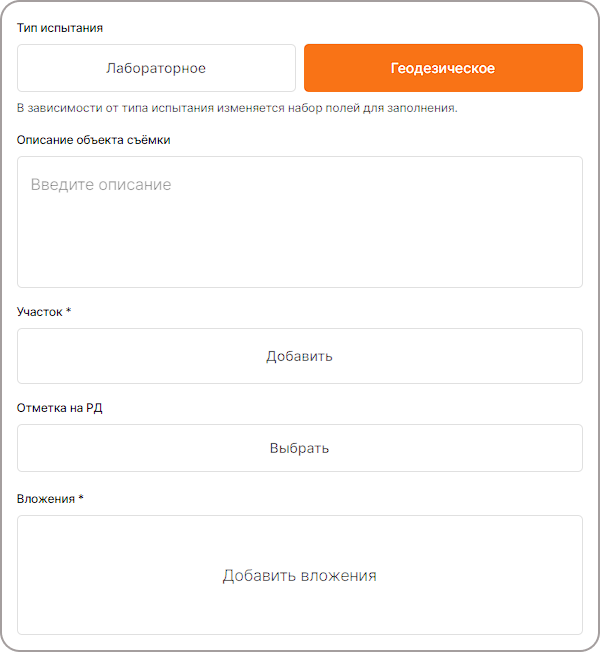 Тип испытания
Лабораторное
Геодезическое
В зависимости от типа испытания изменяется набор полей для заполнения.
Описание объекта съёмки
Введите описание
Участок *
Добавить
Отметка на РД
Выбрать
Вложения *
Добавить вложения